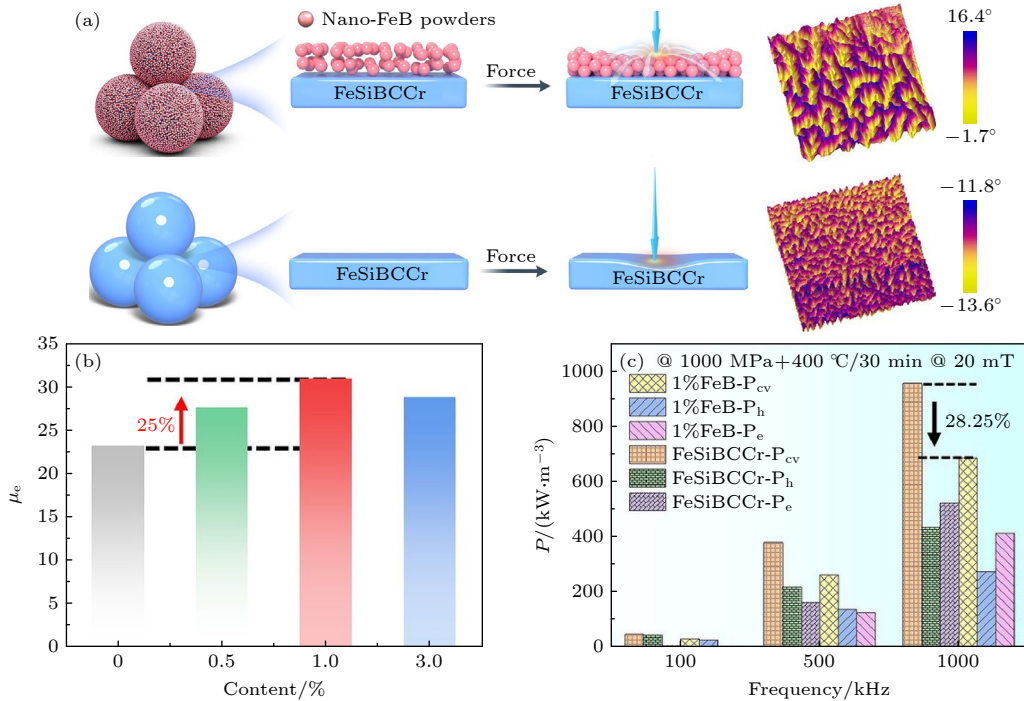 (a)
Nano-FeB powders
FeSiBCCr
Force
FeSiBCCr
16.4°
−1.7°
FeSiBCCr
Force
FeSiBCCr
−11.8°
−13.6°
(b)
35
30
25
20
15
10
5
0
μe
25%
0 0.5 1.0 3.0
Content/%
(c) @ 1000 MPa+400 ℃/30 min @ 20 mT
1000
800
600
400
200
0
P/(kW·m−3)
1%FeB-Pcv
1%FeB-Ph
1%FeB-Pe
FeSiBCCr-Pcv
FeSiBCCr-Ph
FeSiBCCr-Pe
28.25%
100 500 1000
Frequency/kHz